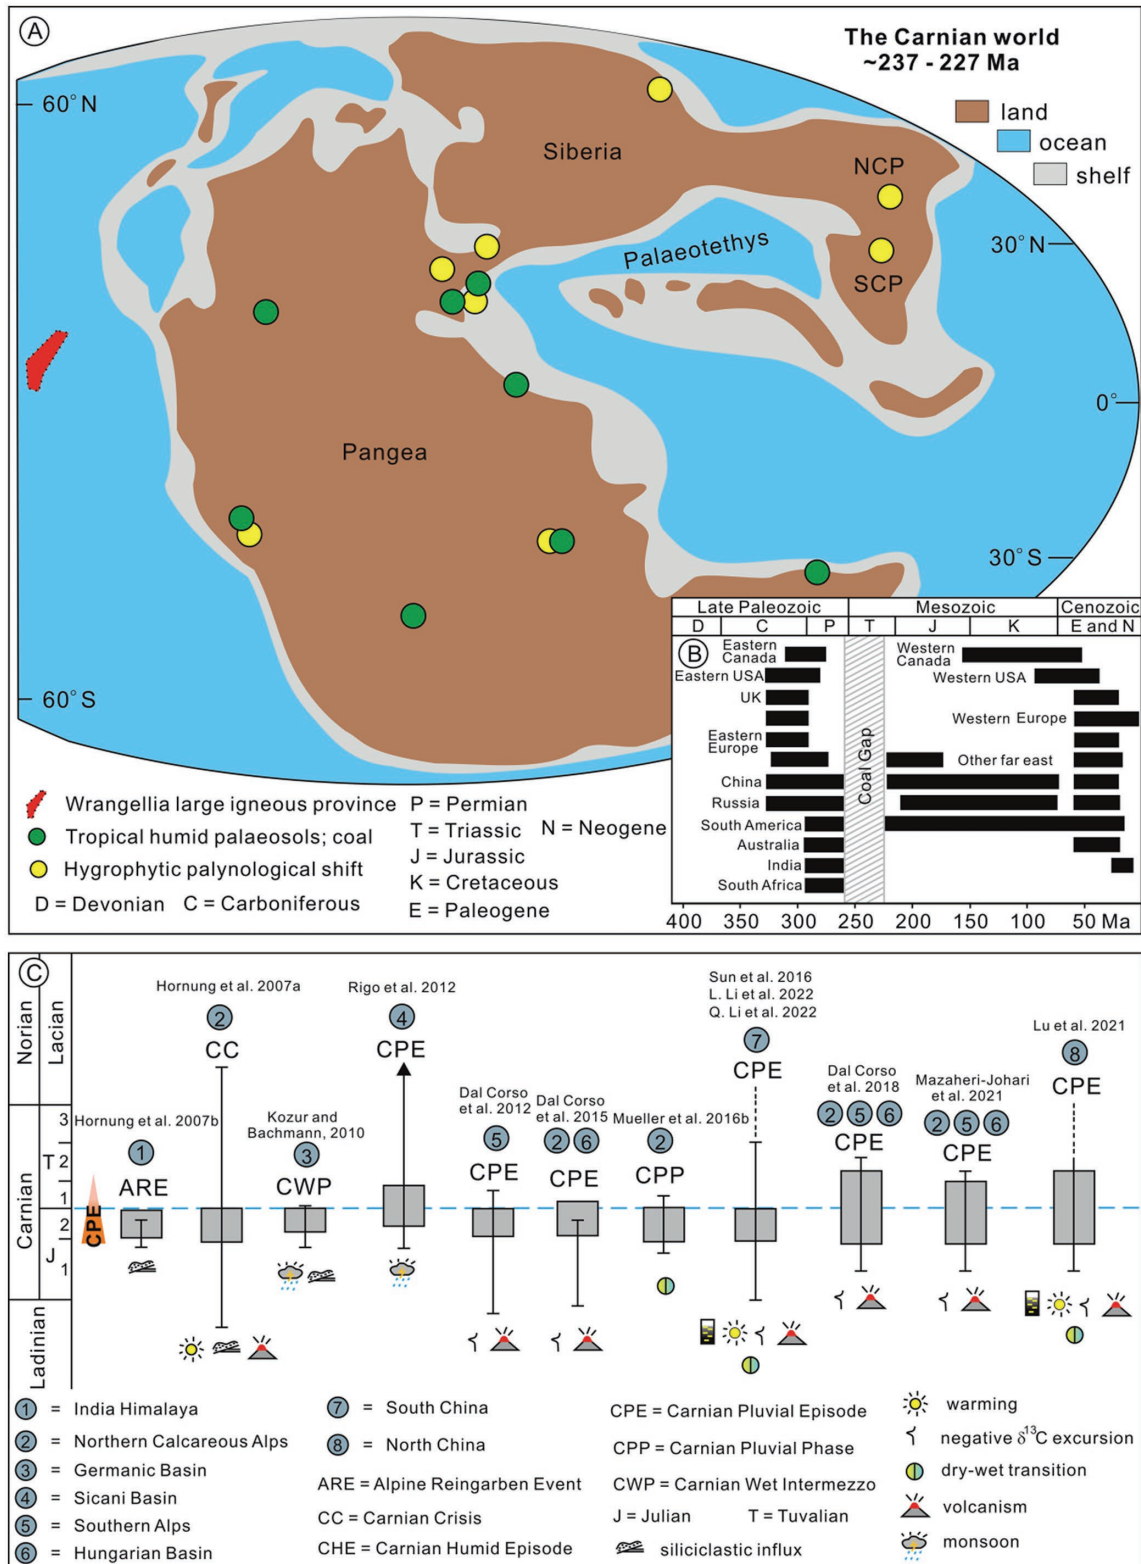 A
The Carnian world
~237 - 227 Ma
land
ocean
shelf
60°N
Siberia
NCP
30°N
Palaeotethys
SCP
0°
Pangea
30°S
60°S
Wrangellia large igneous province
Tropical humid palaeosols; coal
Hygrophytic palynological shift
D = Devonian C = Carboniferous
P = Permian
T = Triassic
N = Neogene
J = Jurassic
K = Cretaceous
E = Paleogene
B
Late Paleozoic Mesozoic Cenozoic
D C P T J K E and N
Eastern Canada
Western Canada
Eastern USA
Western USA
UK
Western Europe
Eastern Europe
Other far east
China
Russia
South America
Australia
India
South Africa
Coal Gap
400 350 300 250 200 150 100 50 Ma
C
Norian
Lacian
Carnian
3
T 2
1
2
J
1
Ladinian
CPE
Hornung et al. 2007b
1
ARE
Hornung et al. 2007a
2
CC
Kozur and
Bachmann, 2010
3
CWP
Rigo et al. 2012
4
CPE
Dal Corso
et al. 2012
5
CPE
Dal Corso
et al. 2015
2 6
CPE
Mueller et al. 2016b
2
CPP
Sun et al. 2016
L. Li et al. 2022
Q. Li et al. 2022
7
CPE
Dal Corso
et al. 2018
2 5 6
CPE
Mazaheri-Johari
et al. 2021
2 5 6
CPE
Lu et al. 2021
8
CPE
1 = India Himalaya
2 = Northern Calcareous Alps
3 = Germanic Basin
4 = Sicani Basin
5 = Southern Alps
6 = Hungarian Basin
7 = South China
8 = North China
ARE = Alpine Reingarben Event
CC = Carnian Crisis
CHE = Carnian Humid Episode
CPE = Carnian Pluvial Episode
CPP = Carnian Pluvial Phase
CWP = Carnian Wet Intermezzo
J = Julian T = Tuvalian
siliciclastic influx
warming
negative δ¹³C excursion
dry-wet transition
volcanism
monsoon